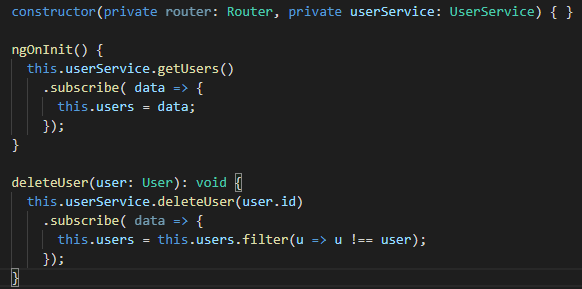 constructor(private router: Router, private userService: UserService) { }
ngOnInit() {
this.userService.getUsers()
.subscribe( data => {
this.users = data;
});
}
deleteUser(user: User): void {
this.userService.deleteUser(user.id)
.subscribe( data => {
this.users = this.users.filter(u => u !== user);
});
}